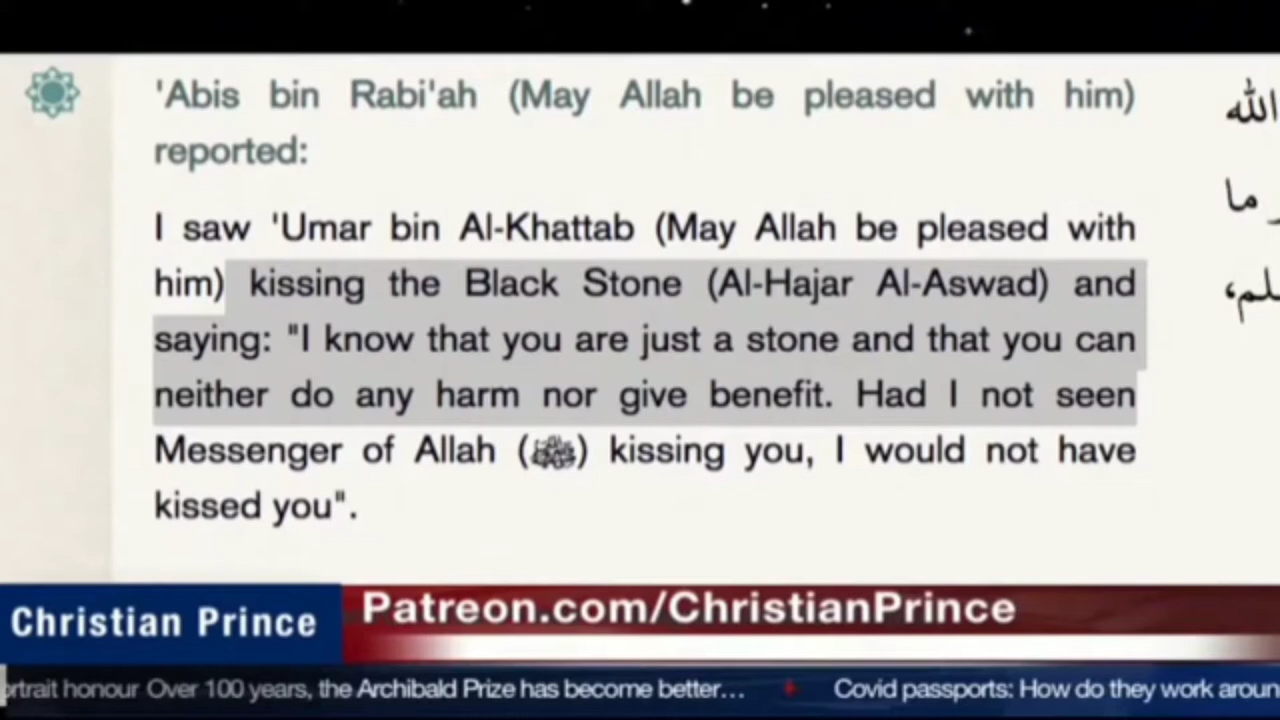 'Abis bin Rabi'ah (May Allah be pleased with him)
reported:
I saw 'Umar bin Al-Khattab (May Allah be pleased with
him) kissing the Black Stone (Al-Hajar Al-Aswad) and
saying: "I know that you are just a stone and that you can
neither do any harm nor give benefit. Had I not seen
Messenger of Allah (ﷺ) kissing you, I would not have
kissed you".
الله
ما
لم،
Christian Prince
Patreon.com/ChristianPrince
honour Over 100 years, the Archibald Prize has become better... Covid passports: How do they work